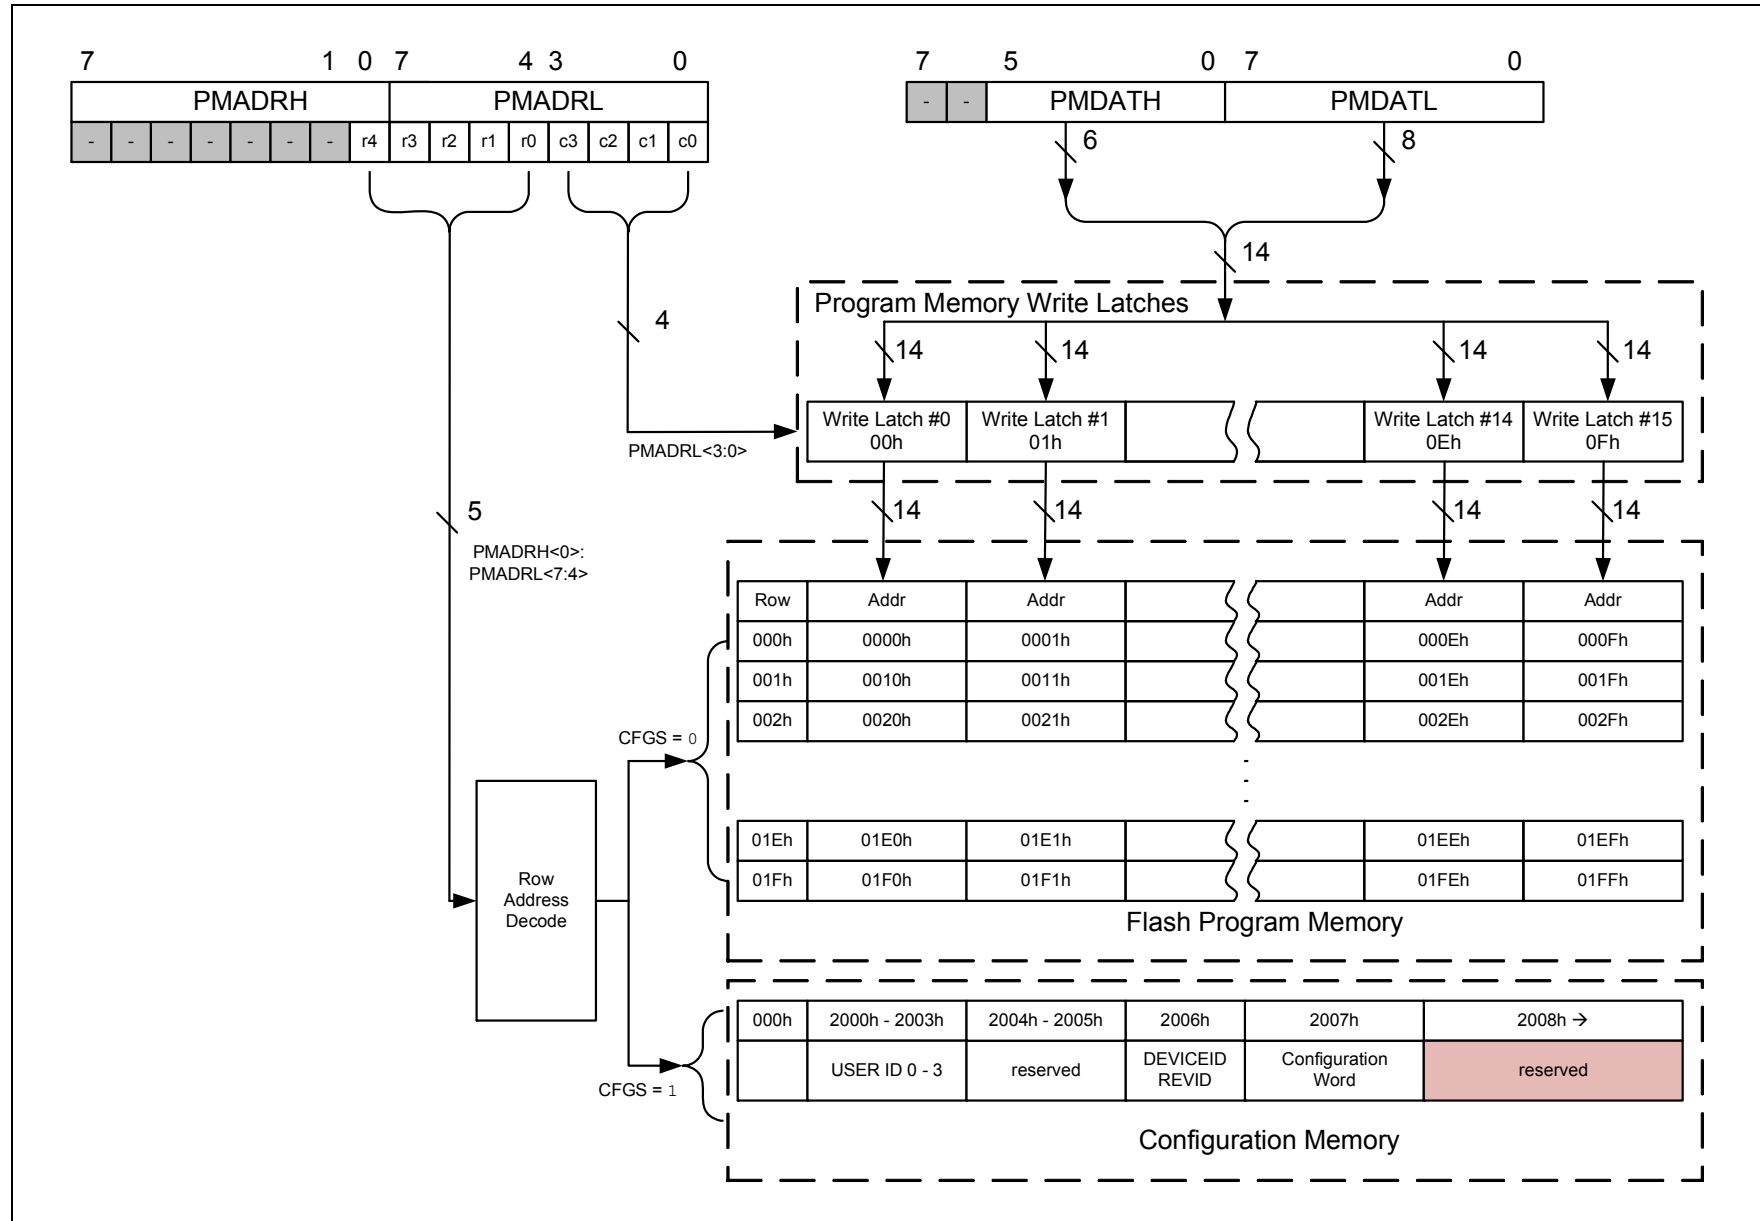 7 1 0 7 4 3 0
PMADRH PMADRL
- - - - - - - r4 r3 r2 r1 r0 c3 c2 c1 c0
7 5 0 7 0
- - PMDATH PMDATL
6 8
14
4
PMADRL<3:0>
5
PMADRH<0>:
PMADRL<7:4>
Program Memory Write Latches
14 14 14 14
Write Latch #0 Write Latch #1 Write Latch #14 Write Latch #15
00h 01h 0Eh 0Fh
14 14 14 14
Row Addr Addr Addr Addr
000h 0000h 0001h 000Eh 000Fh
001h 0010h 0011h 001Eh 001Fh
002h 0020h 0021h 002Eh 002Fh
CFGS = 0
01Eh 01E0h 01E1h 01EEh 01EFh
01Fh 01F0h 01F1h 01FEh 01FFh
Flash Program Memory
Row
Address
Decode
CFGS = 1
000h 2000h - 2003h 2004h - 2005h 2006h 2007h 2008h →
USER ID 0 - 3 reserved DEVICEID Configuration reserved
REVID Word
Configuration Memory